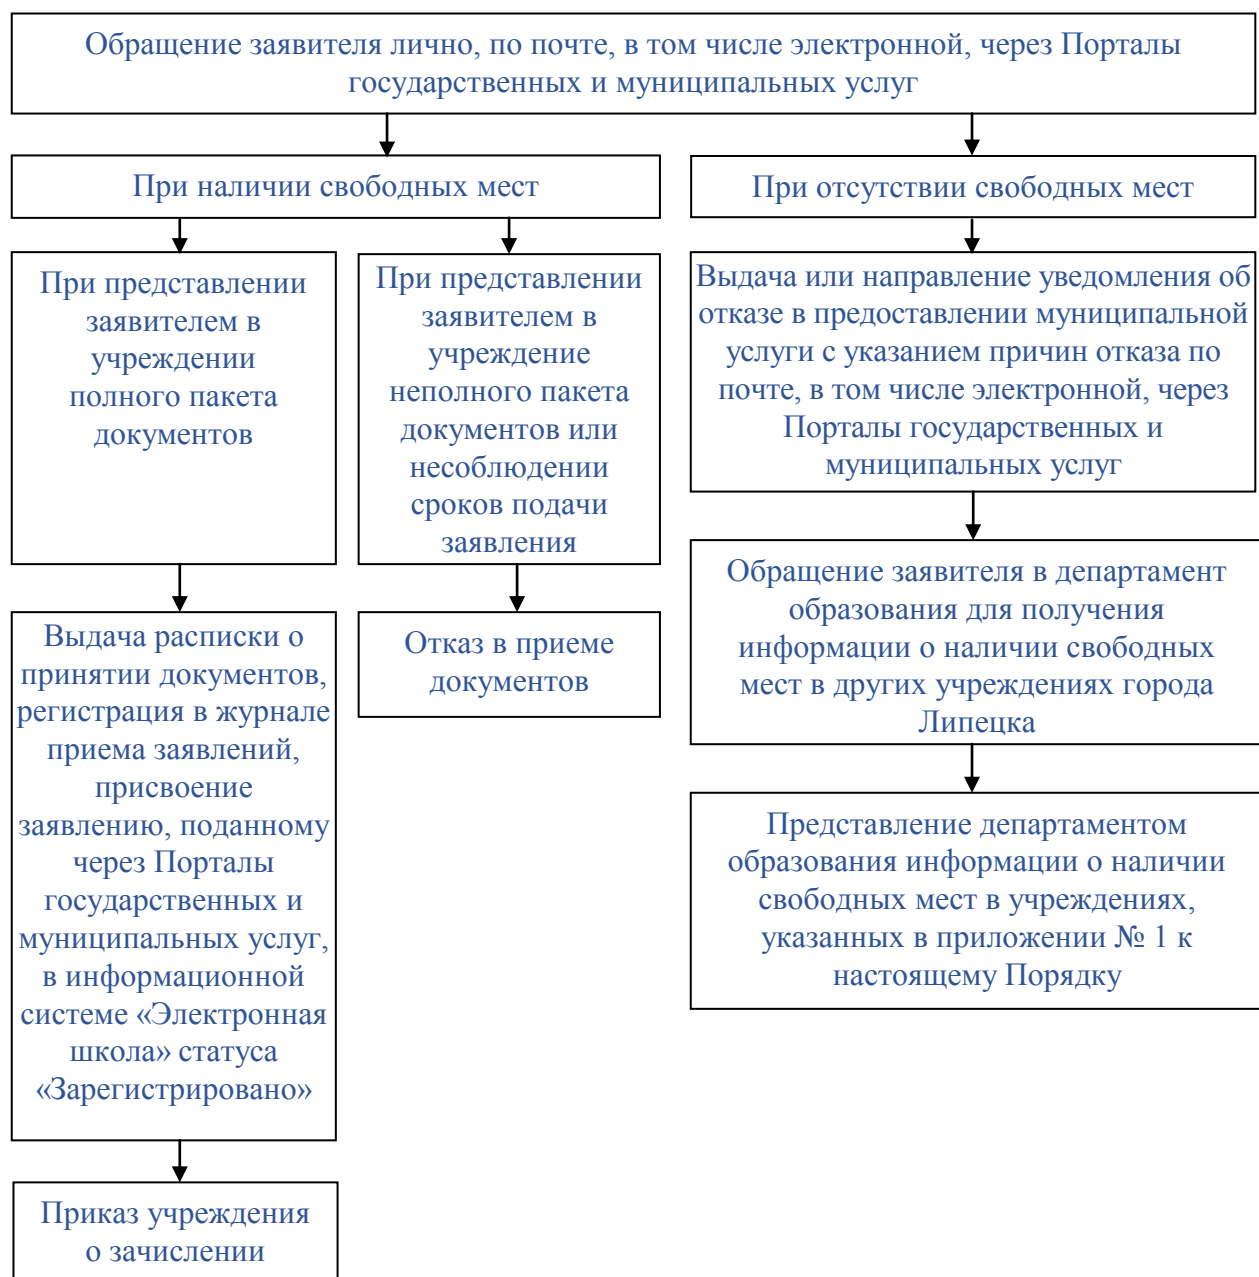 Обращение заявителя лично, по почте, в том числе электронной, через Порталы
государственных и муниципальных услуг
При наличии свободных мест
При отсутствии свободных мест
При представлении
заявителем в
учреждении
полного пакета
документов
При представлении
заявителем в
учреждение
неполного пакета
документов или
несоблюдении
сроков подачи
заявления
Выдача или направление уведомления об
отказе в предоставлении муниципальной
услуги с указанием причин отказа по
почте, в том числе электронной, через
Порталы государственных и
муниципальных услуг
Выдача расписки о
принятии документов,
регистрация в журнале
приема заявлений,
присвоение
заявлению, поданному
через Порталы
государственных и
муниципальных услуг,
в информационной
системе «Электронная
школа» статуса
«Зарегистрировано»
Отказ в приеме
документов
Обращение заявителя в департамент
образования для получения
информации о наличии свободных
мест в других учреждениях города
Липецка
Представление департаментом
образования информации о наличии
свободных мест в учреждениях,
указанных в приложении № 1 к
настоящему Порядку
Приказ учреждения
о зачислении